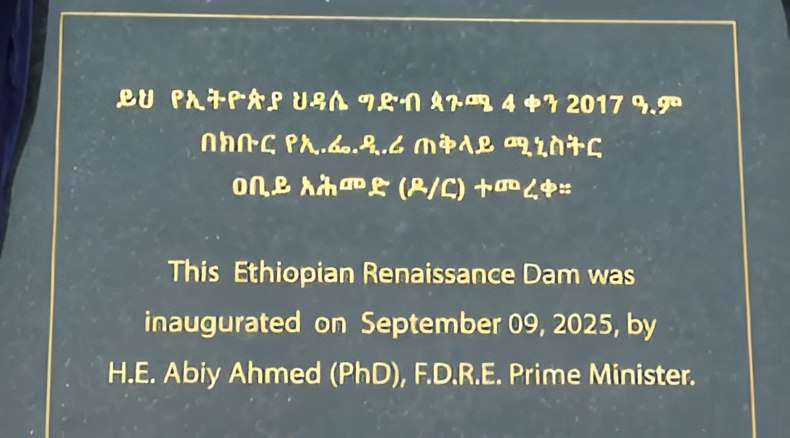 ይህ የኢትዮጵያ ህዳሴ ግድብ ጳጉሜ 4 ቀን 2017 ዓ.ም
በክቡር የኢ.ፌ.ዲ.ሪ ጠቅላይ ሚኒስትር
ዐቢይ አሕመድ (ዶ/ር) ተመረቀ።
This Ethiopian Renaissance Dam was
inaugurated on September 09, 2025, by
H.E. Abiy Ahmed (PhD), F.D.R.E. Prime Minister.